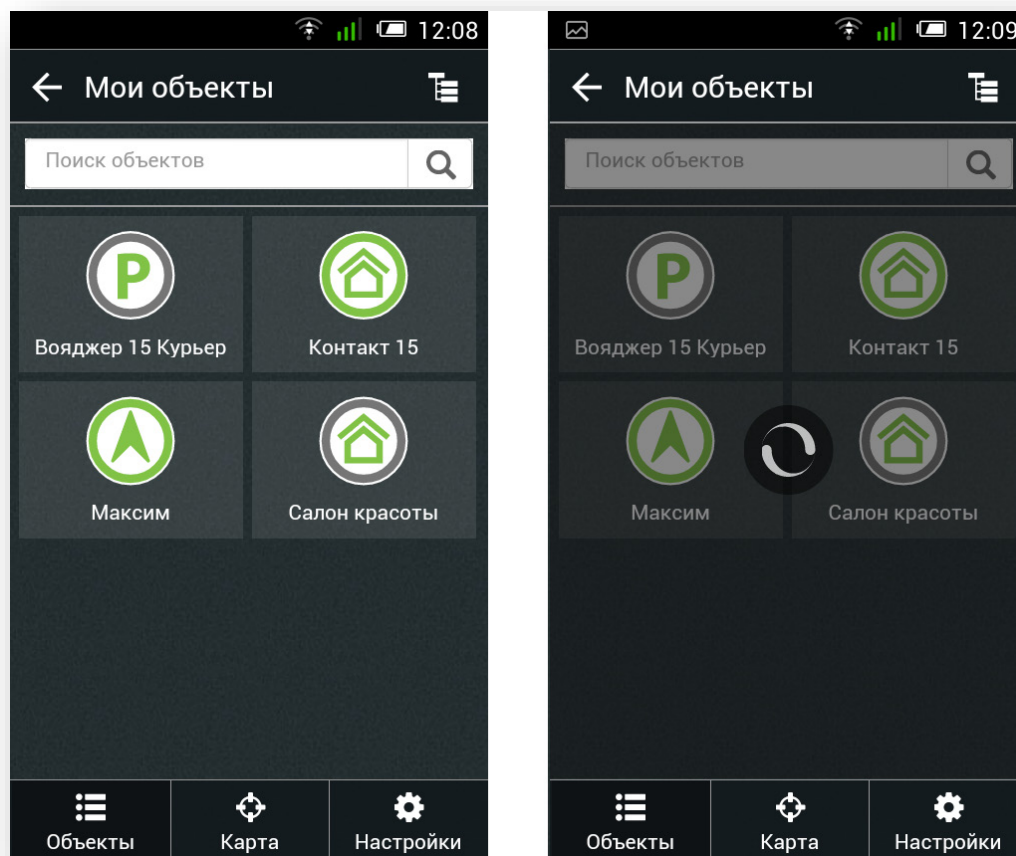 12:08
Мои объекты
Поиск объектов
P
Вояджер 15 Курьер
Контакт 15
Максим
Салон красоты
Объекты
Карта
Настройки
12:09
Мои объекты
Поиск объектов
P
Вояджер 15 Курьер
Контакт 15
Максим
Салон красоты
Объекты
Карта
Настройки